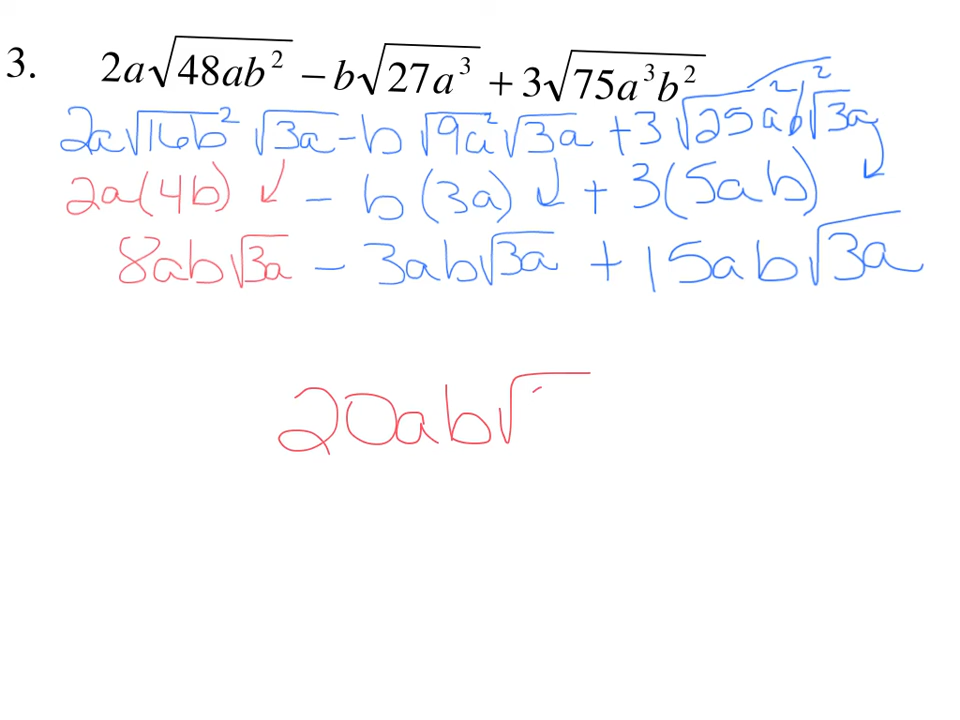 3. 2a√48ab² − b√27a³ + 3√75a³b²
2a√16b² √3a − b √9a² √3a + 3 √25a²b² √3a
2a(4b) ↓ − b(3a) ↓ + 3(5ab) ↓
8ab√3a − 3ab√3a + 15ab√3a
20ab√